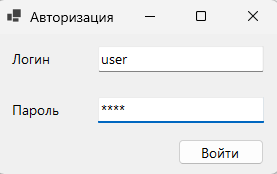 Авторизация
Логин
user
Пароль
****
Войти